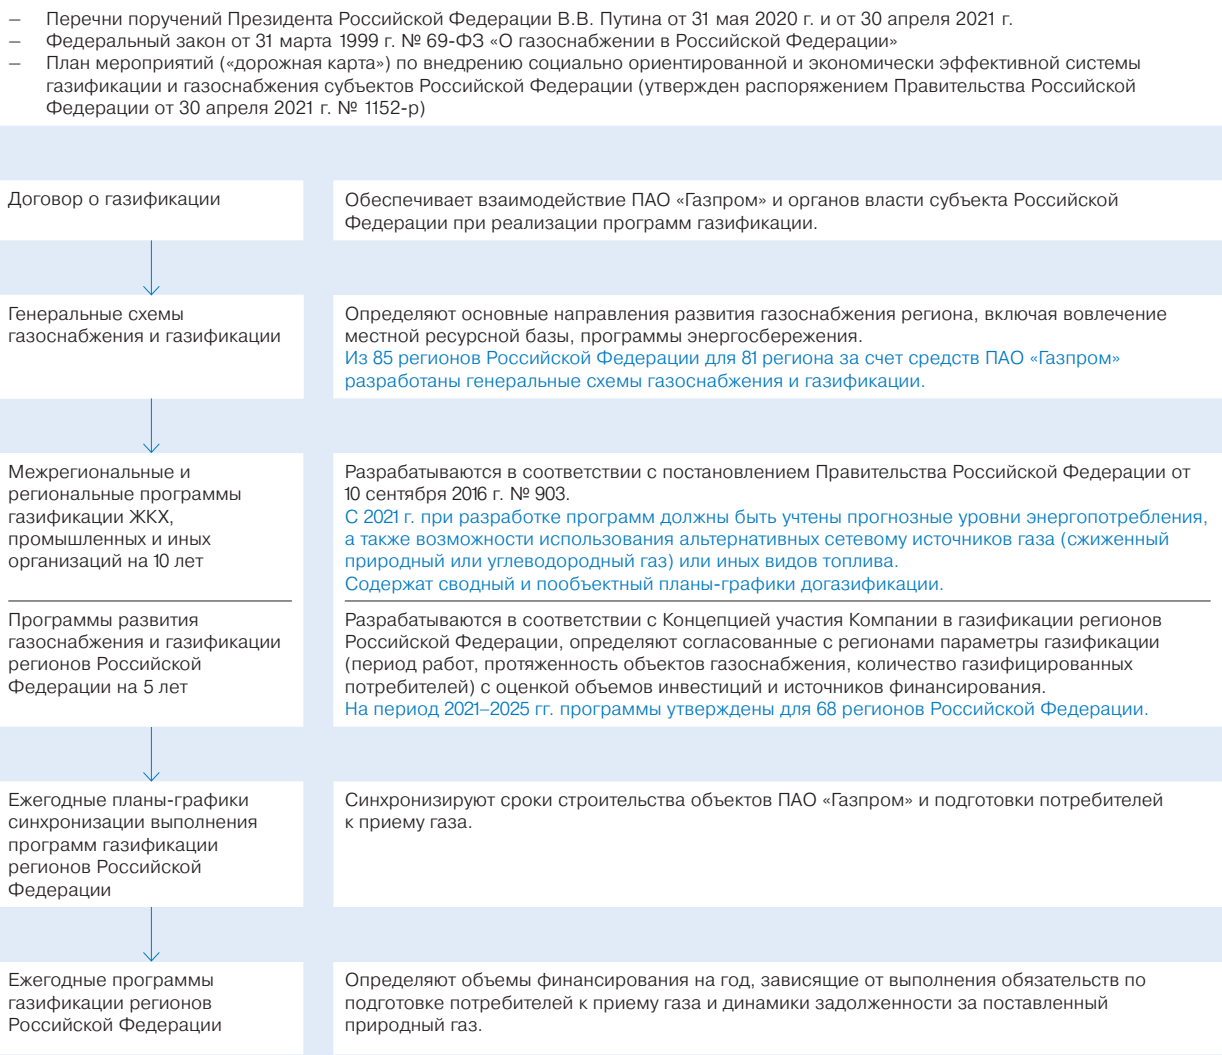 — Перечни поручений Президента Российской Федерации В.В. Путина от 31 мая 2020 г. и от 30 апреля 2021 г.
— Федеральный закон от 31 марта 1999 г. № 69-ФЗ «О газоснабжении в Российской Федерации»
— План мероприятий («дорожная карта») по внедрению социально ориентированной и экономически эффективной системы
газификации и газоснабжения субъектов Российской Федерации (утвержден распоряжением Правительства Российской
Федерации от 30 апреля 2021 г. № 1152-р)
Договор о газификации
Обеспечивает взаимодействие ПАО «Газпром» и органов власти субъекта Российской
Федерации при реализации программ газификации.
Генеральные схемы
газоснабжения и газификации
Определяют основные направления развития газоснабжения региона, включая вовлечение
местной ресурсной базы, программы энергосбережения.
Из 85 регионов Российской Федерации для 81 региона за счет средств ПАО «Газпром»
разработаны генеральные схемы газоснабжения и газификации.
Межрегиональные и
региональные программы
газификации ЖКХ,
промышленных и иных
организаций на 10 лет
Разрабатываются в соответствии с постановлением Правительства Российской Федерации от
10 сентября 2016 г. № 903.
С 2021 г. при разработке программ должны быть учтены прогнозные уровни энергопотребления,
а также возможности использования альтернативных сетевому источников газа (сжиженный
природный или углеводородный газ) или иных видов топлива.
Содержат сводный и пообъектный планы-графики догазификации.
Программы развития
газоснабжения и газификации
регионов Российской
Федерации на 5 лет
Разрабатываются в соответствии с Концепцией участия Компании в газификации регионов
Российской Федерации, определяют согласованные с регионами параметры газификации
(период работ, протяженность объектов газоснабжения, количество газифицированных
потребителей) с оценкой объемов инвестиций и источников финансирования.
На период 2021–2025 гг. программы утверждены для 68 регионов Российской Федерации.
Ежегодные планы-графики
синхронизации выполнения
программ газификации
регионов Российской
Федерации
Синхронизируют сроки строительства объектов ПАО «Газпром» и подготовки потребителей
к приему газа.
Ежегодные программы
газификации регионов
Российской Федерации
Определяют объемы финансирования на год, зависящие от выполнения обязательств по
подготовке потребителей к приему газа и динамики задолженности за поставленный
природный газ.